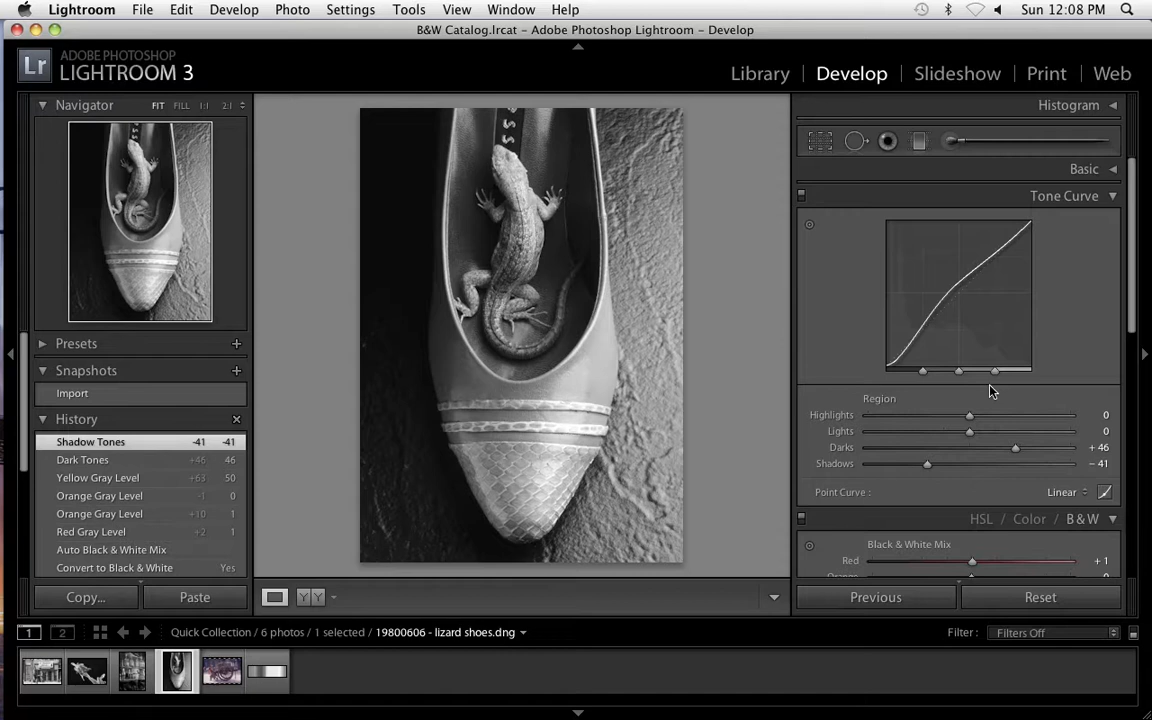 Lightroom File Edit Develop Photo Settings Tools View Window Help Sun 12:08 PM
B&W Catalog.lrcat – Adobe Photoshop Lightroom – Develop
Lr ADOBE PHOTOSHOP
LIGHTROOM 3
Library Develop Slideshow Print Web
Navigator FIT FILL 1:1 2:1
Presets
Snapshots
Import
History
Shadow Tones -41 -41
Dark Tones +46 46
Yellow Gray Level +63 50
Orange Gray Level -1 0
Orange Gray Level +10 1
Red Gray Level +2 1
Auto Black & White Mix
Convert to Black & White Yes
Copy... Paste
Histogram
Basic
Tone Curve
Region
Highlights 0
Lights 0
Darks + 46
Shadows – 41
Point Curve : Linear
HSL / Color / B&W
Black & White Mix
Red + 1
Orange 0
Previous Reset
1 2 Quick Collection / 6 photos / 1 selected / 19800606 - lizard shoes.dng Filter : Filters Off